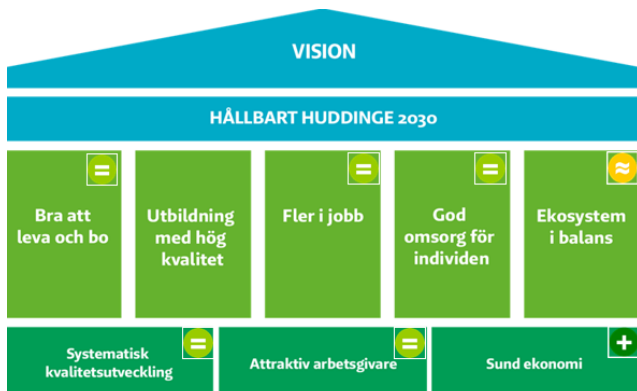 VISION
HÅLLBART HUDDINGE 2030
=
=
=
≈
Bra att
leva och bo
Utbildning
med hög
kvalitet
Fler i jobb
God
omsorg för
individen
Ekosystem
i balans
=
=
+
Systematisk
kvalitetsutveckling
Attraktiv arbetsgivare
Sund ekonomi